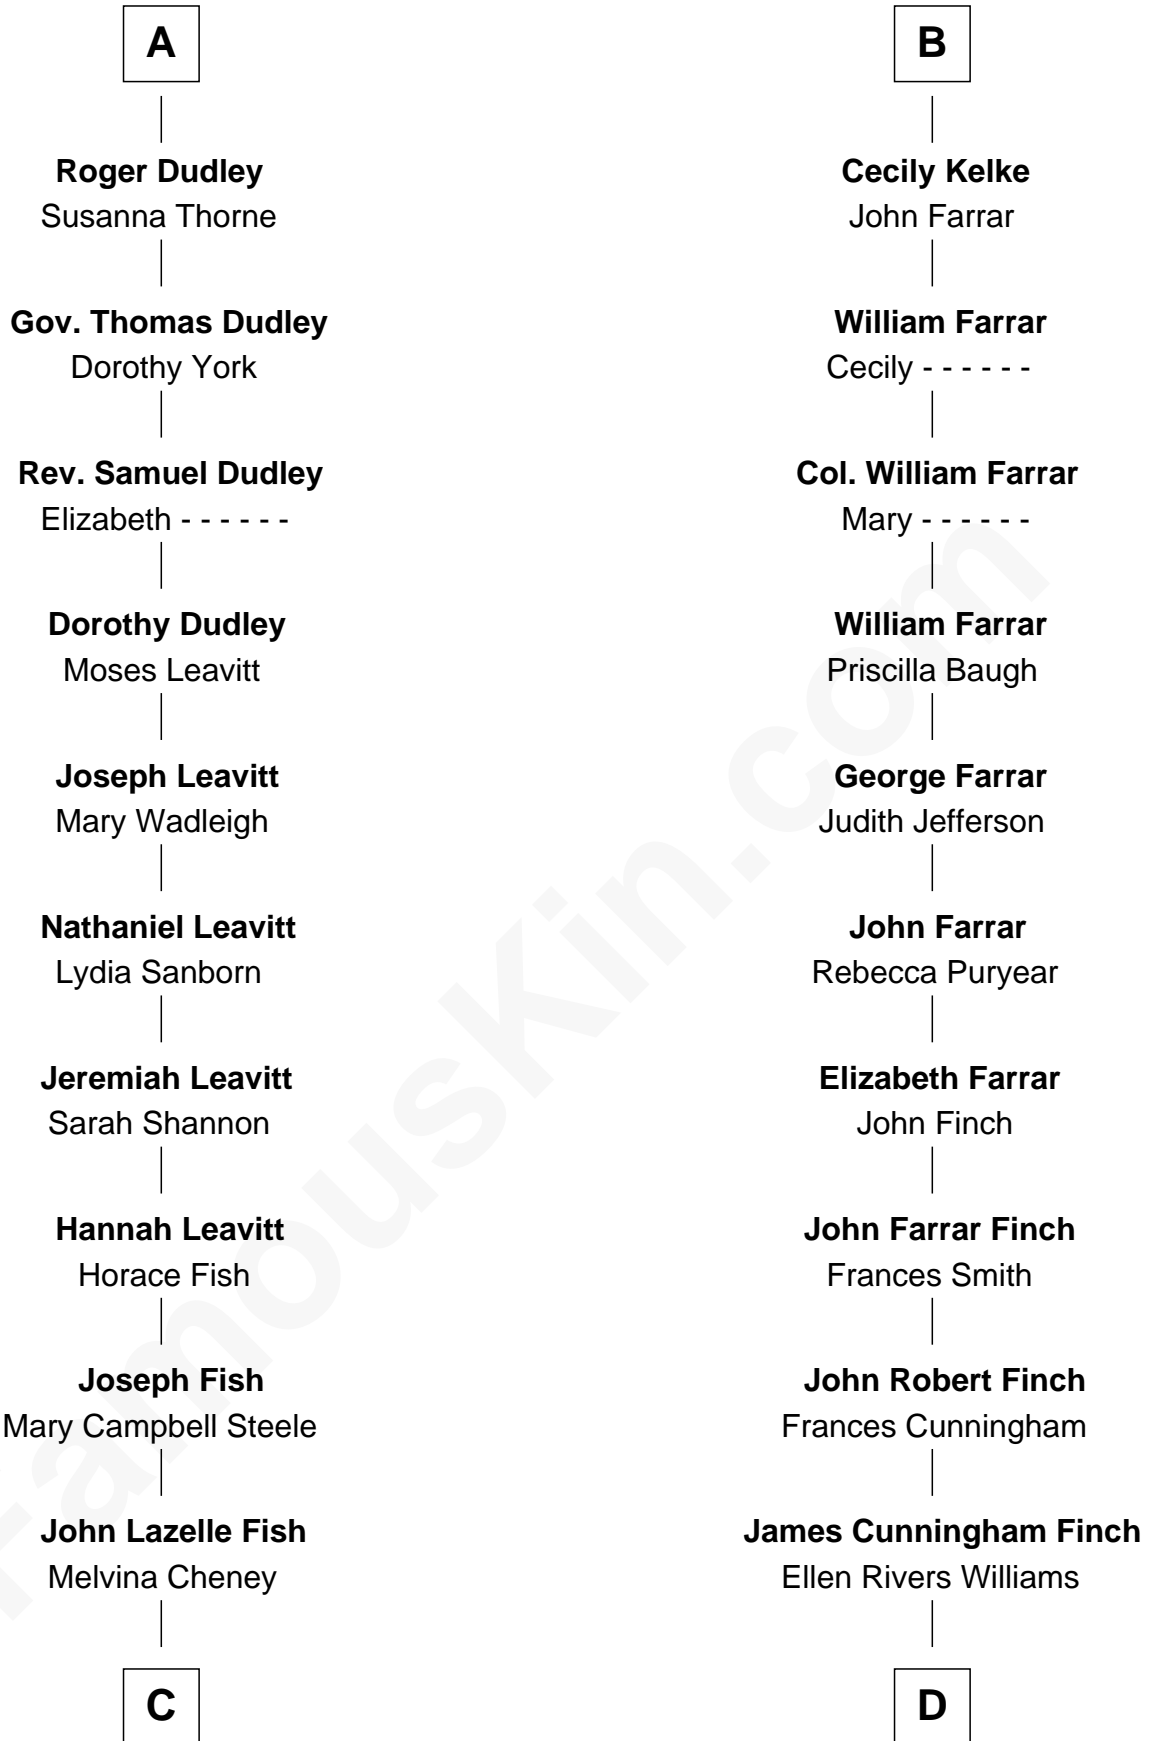 A
Roger Dudley
Susanna Thorne
Gov. Thomas Dudley
Dorothy York
Rev. Samuel Dudley
Elizabeth - - - - - -
Dorothy Dudley
Moses Leavitt
Joseph Leavitt
Mary Wadleigh
Nathaniel Leavitt
Lydia Sanborn
Jeremiah Leavitt
Sarah Shannon
Hannah Leavitt
Horace Fish
Joseph Fish
Mary Campbell Steele
John Lazelle Fish
Melvina Cheney
C
B
Cecily Kelke
John Farrar
William Farrar
Cecily - - - - - -
Col. William Farrar
Mary - - - - - -
William Farrar
Priscilla Baugh
George Farrar
Judith Jefferson
John Farrar
Rebecca Puryear
Elizabeth Farrar
John Finch
John Farrar Finch
Frances Smith
John Robert Finch
Frances Cunningham
James Cunningham Finch
Ellen Rivers Williams
D
FamousKin.com